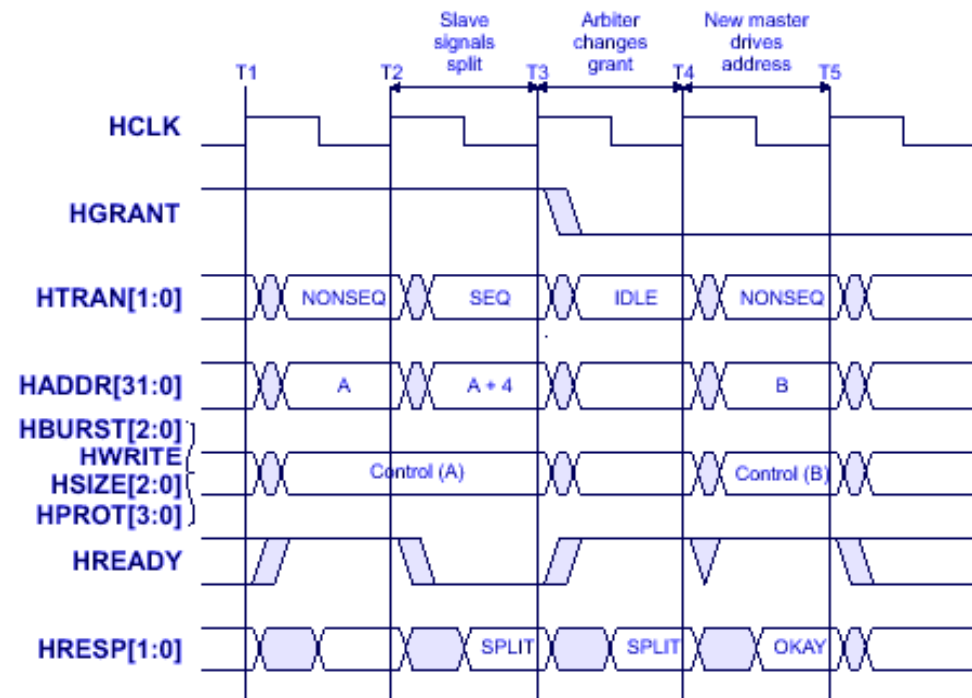 Slave signals split
Arbiter changes grant
New master drives address
T1 T2 T3 T4 T5
HCLK
HGRANT
HTRAN[1:0] NONSEQ SEQ IDLE NONSEQ
HADDR[31:0] A A + 4 B
HBURST[2:0]
HWRITE
HSIZE[2:0]
HPROT[3:0]
Control (A) Control (B)
HREADY
HRESP[1:0] SPLIT SPLIT OKAY